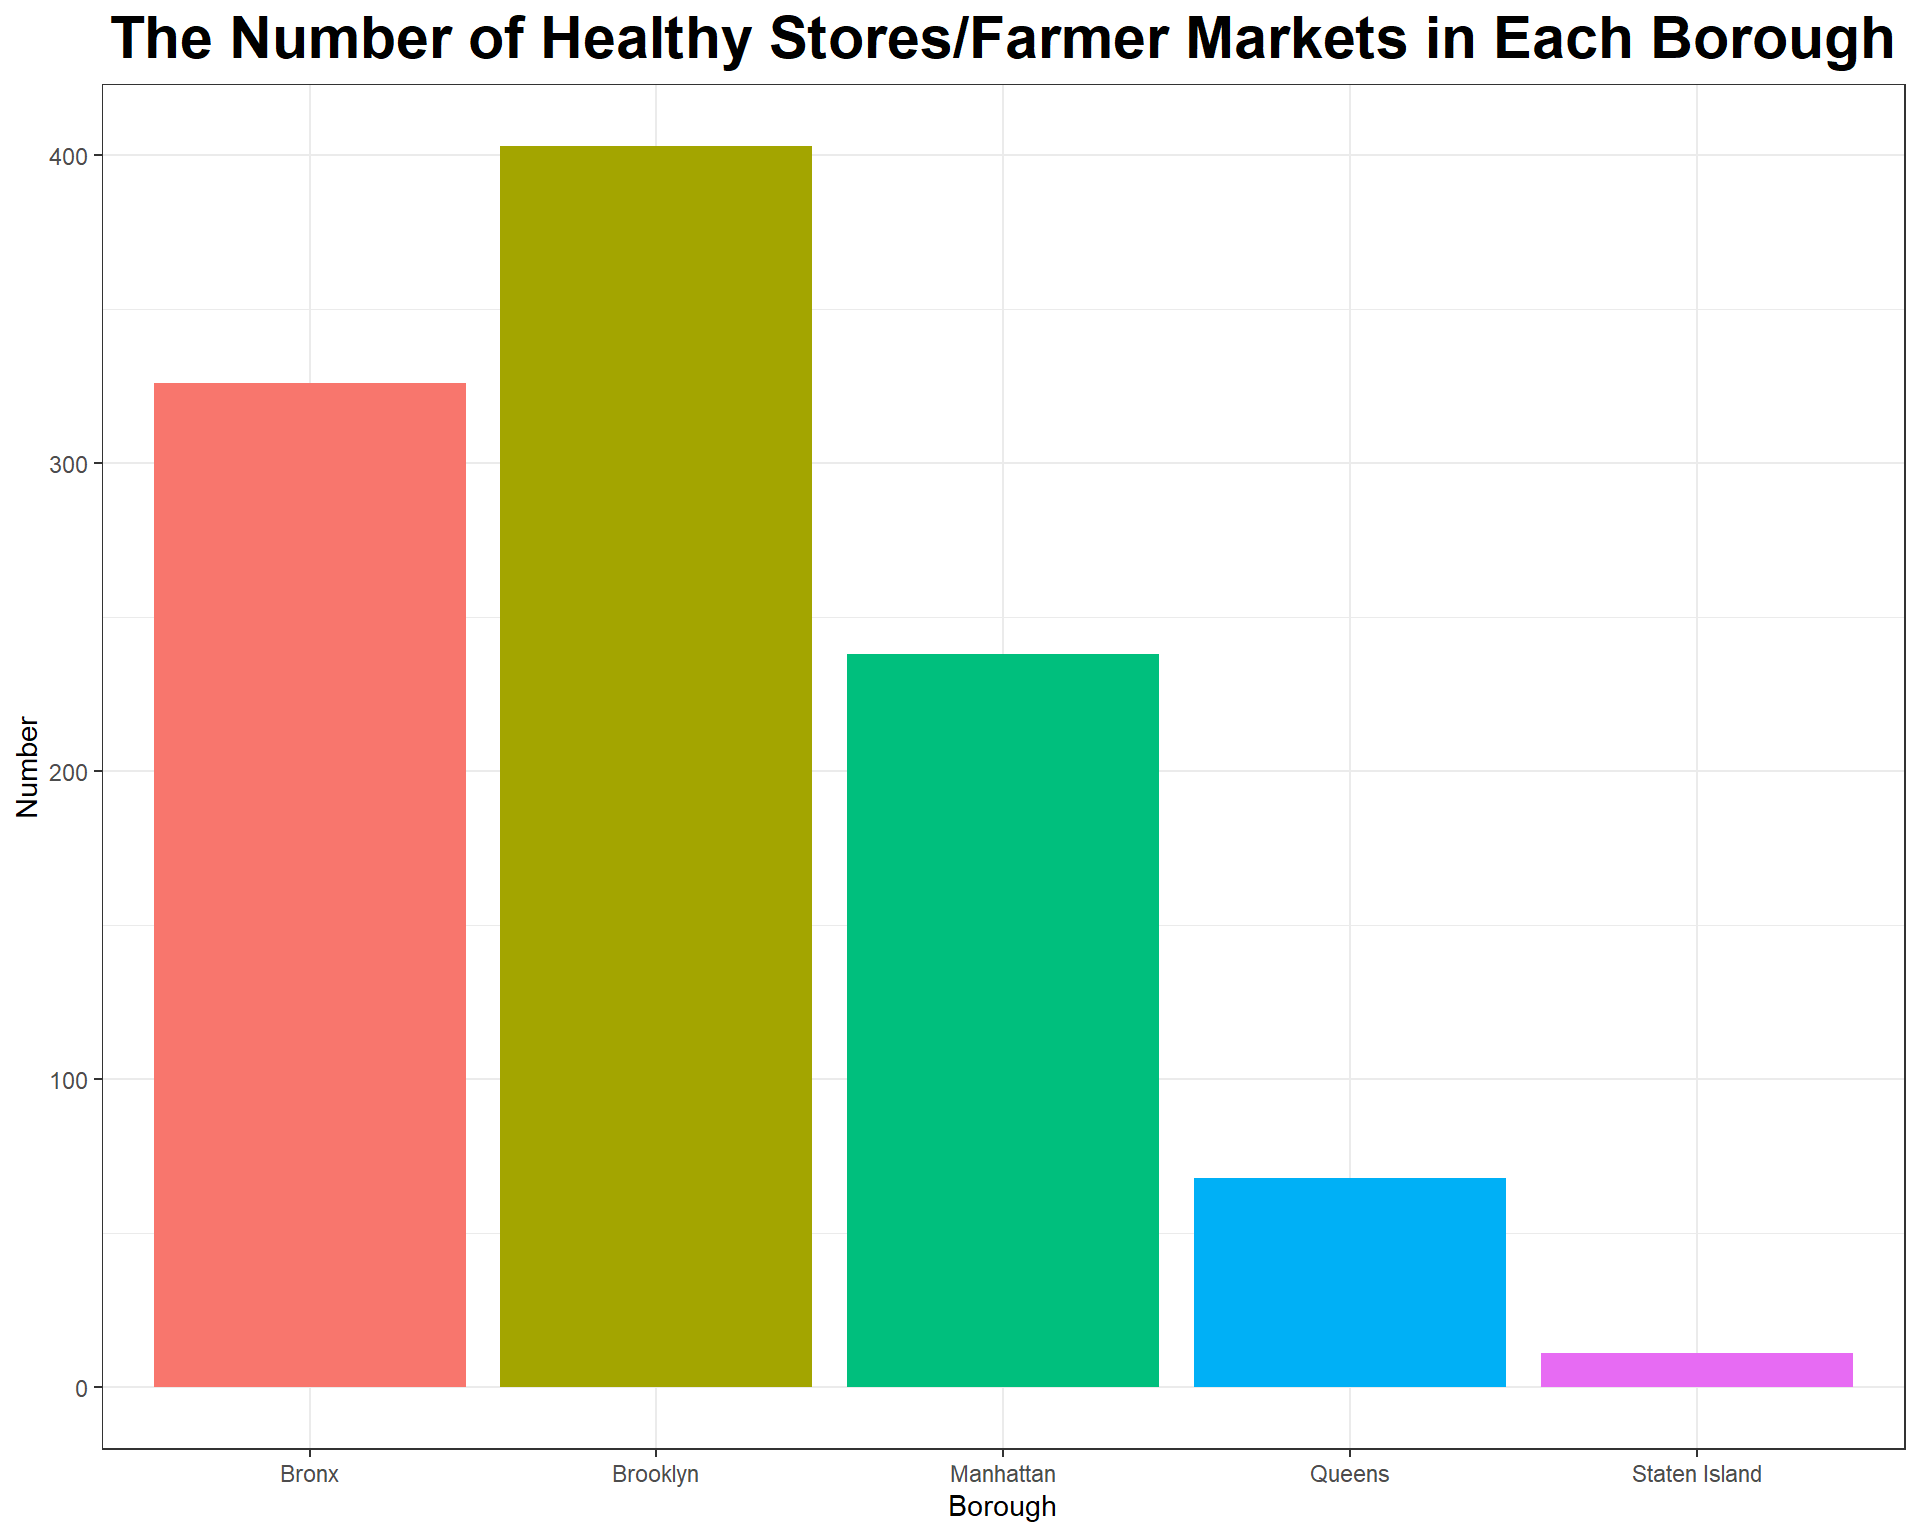 The Number of Healthy Stores/Farmer Markets in Each Borough
400
300
200
100
0
Number
Bronx
Brooklyn
Manhattan
Queens
Staten Island
Borough